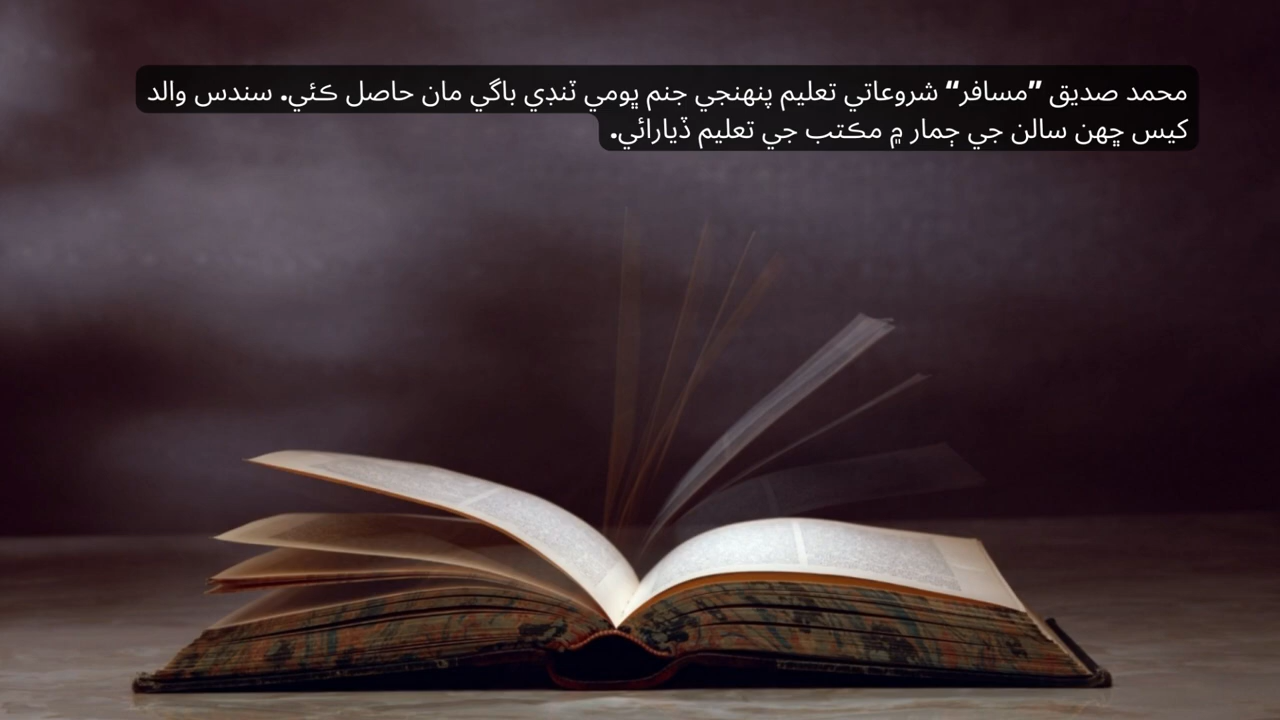 محمد صديق ”مسافر“ شروعاتي تعليم پنهنجي جنم ڀومي ٽنڊي باگي مان حاصل ڪئي. سندس والد
کيس ڇهن سالن جي ڄمار ۾ مڪتب جي تعليم ڏيارائي.